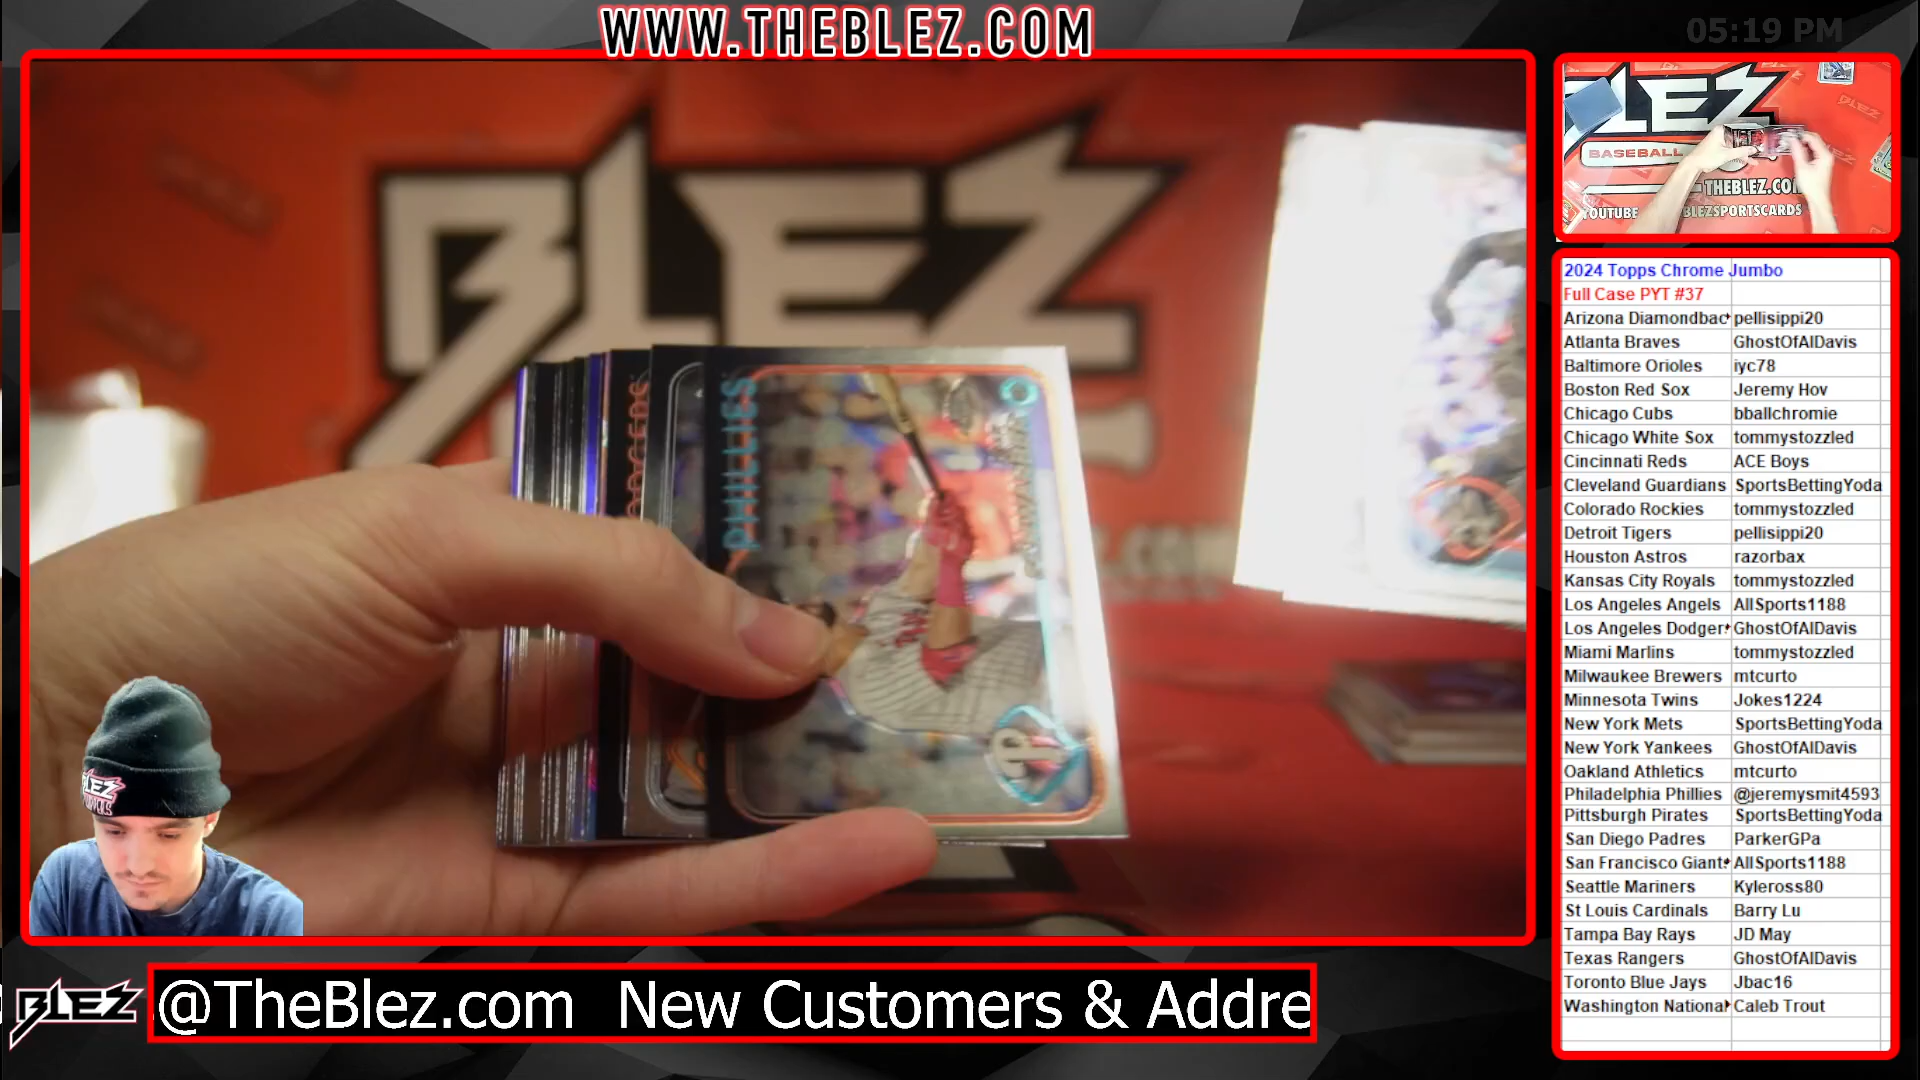 WWW.THEBLEZ.COM
05:19 PM
BLEZ
PHILLIES
BLEZ
BLEZ
BASEBALL
THEBLEZ.COM
YOUTUBE
BLEZSPORTSCARDS
2024 Topps Chrome Jumbo
Full Case PYT #37
Arizona Diamondbac pellisippi20
Atlanta Braves GhostOfAlDavis
Baltimore Orioles iyc78
Boston Red Sox Jeremy Hov
Chicago Cubs bballchromie
Chicago White Sox tommystozzled
Cincinnati Reds ACE Boys
Cleveland Guardians SportsBettingYoda
Colorado Rockies tommystozzled
Detroit Tigers pellisippi20
Houston Astros razorbax
Kansas City Royals tommystozzled
Los Angeles Angels AllSports1188
Los Angeles Dodger GhostOfAlDavis
Miami Marlins tommystozzled
Milwaukee Brewers mtcurto
Minnesota Twins Jokes1224
New York Mets SportsBettingYoda
New York Yankees GhostOfAlDavis
Oakland Athletics mtcurto
Philadelphia Phillies @jeremysmit4593
Pittsburgh Pirates SportsBettingYoda
San Diego Padres ParkerGPa
San Francisco Giant AllSports1188
Seattle Mariners Kyleross80
St Louis Cardinals Barry Lu
Tampa Bay Rays JD May
Texas Rangers GhostOfAlDavis
Toronto Blue Jays Jbac16
Washington National Caleb Trout
BLEZ
@TheBlez.com New Customers & Addre